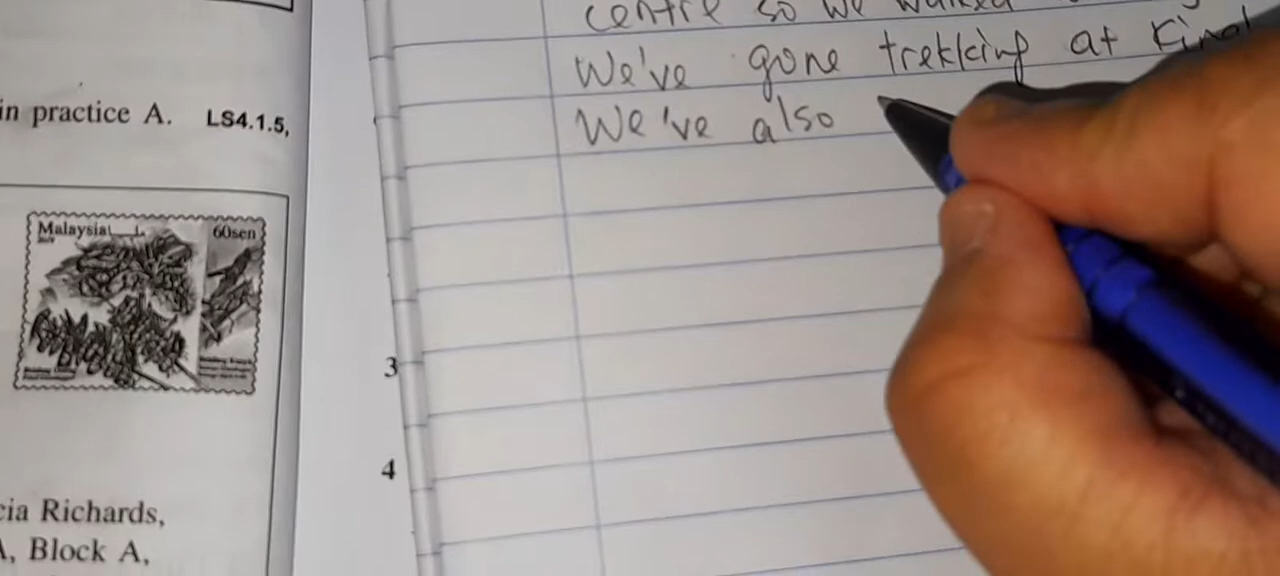 in practice A. LS4.1.5,
Malaysia
60sen
3
4
cia Richards,
A, Block A,
centre so we walked
We've gone trekking at
We've also